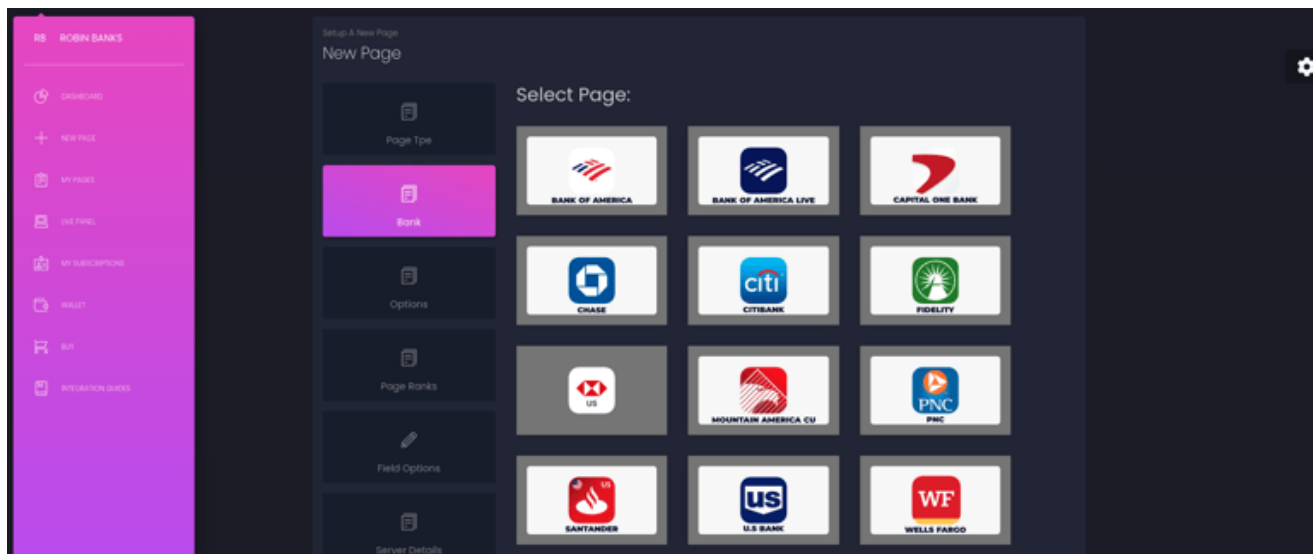 RB ROBIN BANKS
DASHBOARD
NEW PAGE
MY PAGES
LIVE PANEL
MY SUBSCRIPTIONS
WALLET
BUY
INTEGRATION GUIDES
Setup A New Page
New Page
Page Tpe
Bank
Options
Page Ranks
Field Options
Server Details
Select Page:
BANK OF AMERICA
BANK OF AMERICA LIVE
CAPITAL ONE BANK
CHASE
citi
CITIBANK
FIDELITY
US
MOUNTAIN AMERICA CU
PNC
PNC
US
SANTANDER
us
U.S BANK
WF
WELLS FARGO